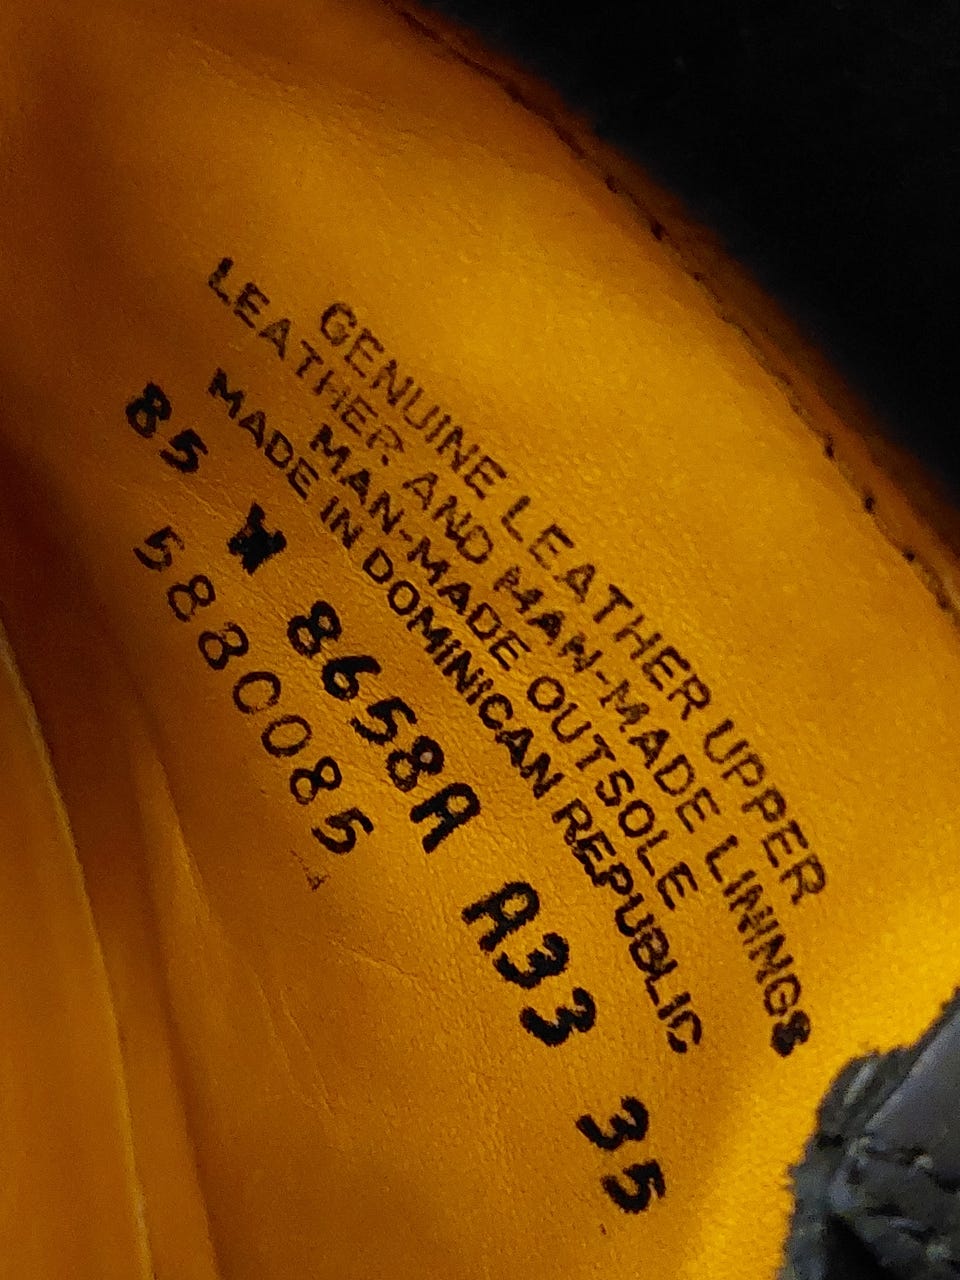 GENUINE LEATHER UPPER
LEATHER AND MAN-MADE LININGS
MAN-MADE OUTSOLE
MADE IN DOMINICAN REPUBLIC
85 W 8658A A33 35
5880085